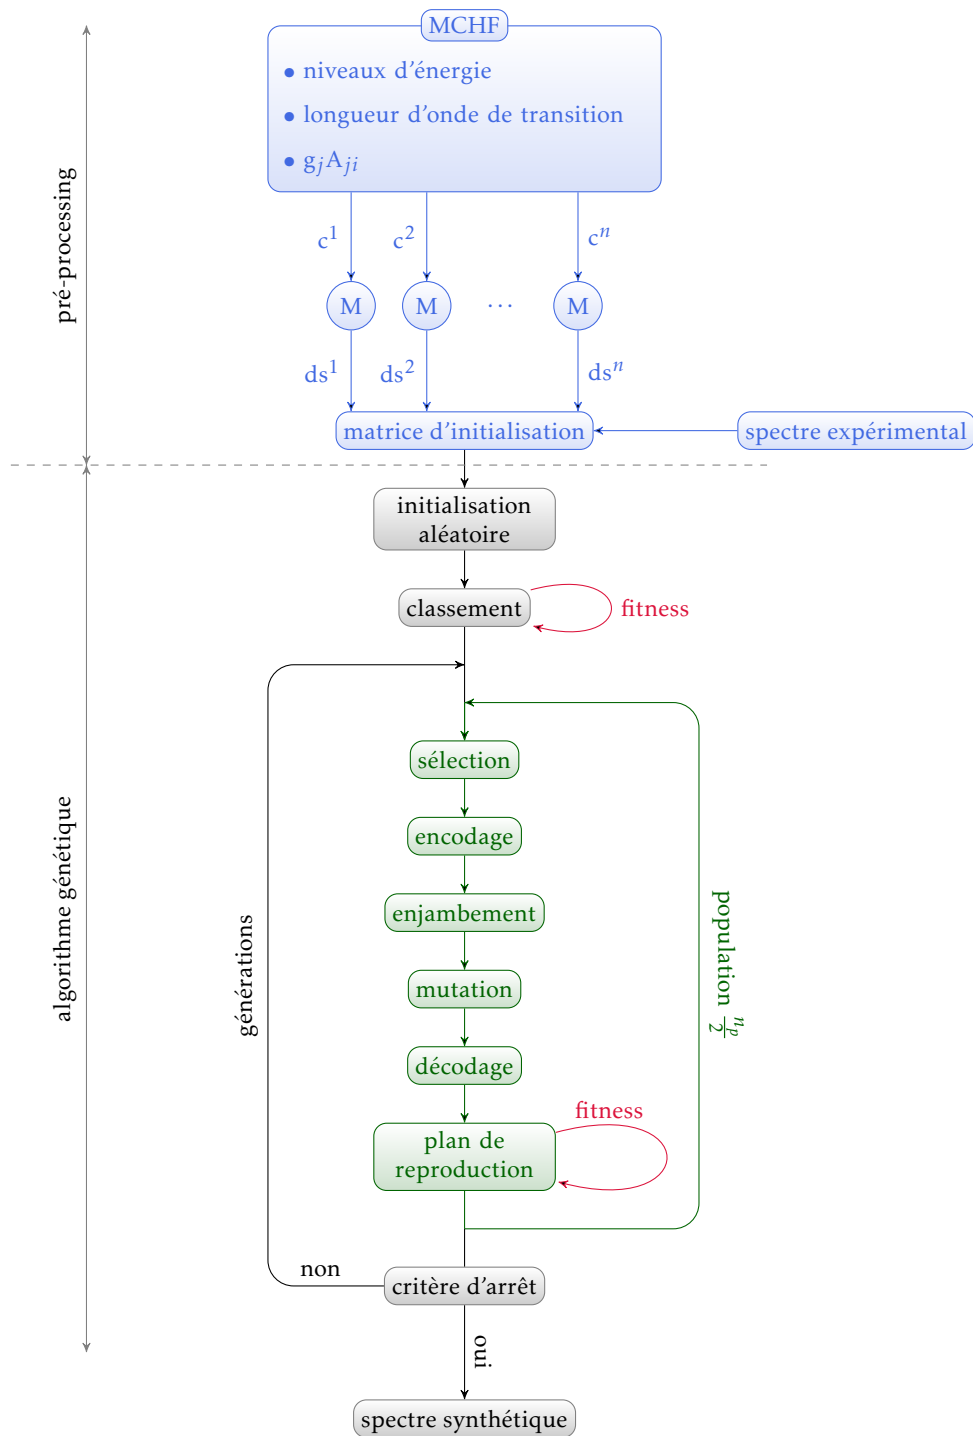 MCHF
• niveaux d'énergie
• longueur d'onde de transition
• g_jA_{ji}
pré-processing
c^1
c^2
c^n
M
M
...
M
ds^1
ds^2
ds^n
matrice d'initialisation
spectre expérimental
initialisation
aléatoire
classement
fitness
sélection
encodage
enjambement
mutation
décodage
plan de
reproduction
fitness
population n_p/2
générations
algorithme génétique
non
critère d'arrêt
oui
spectre synthétique